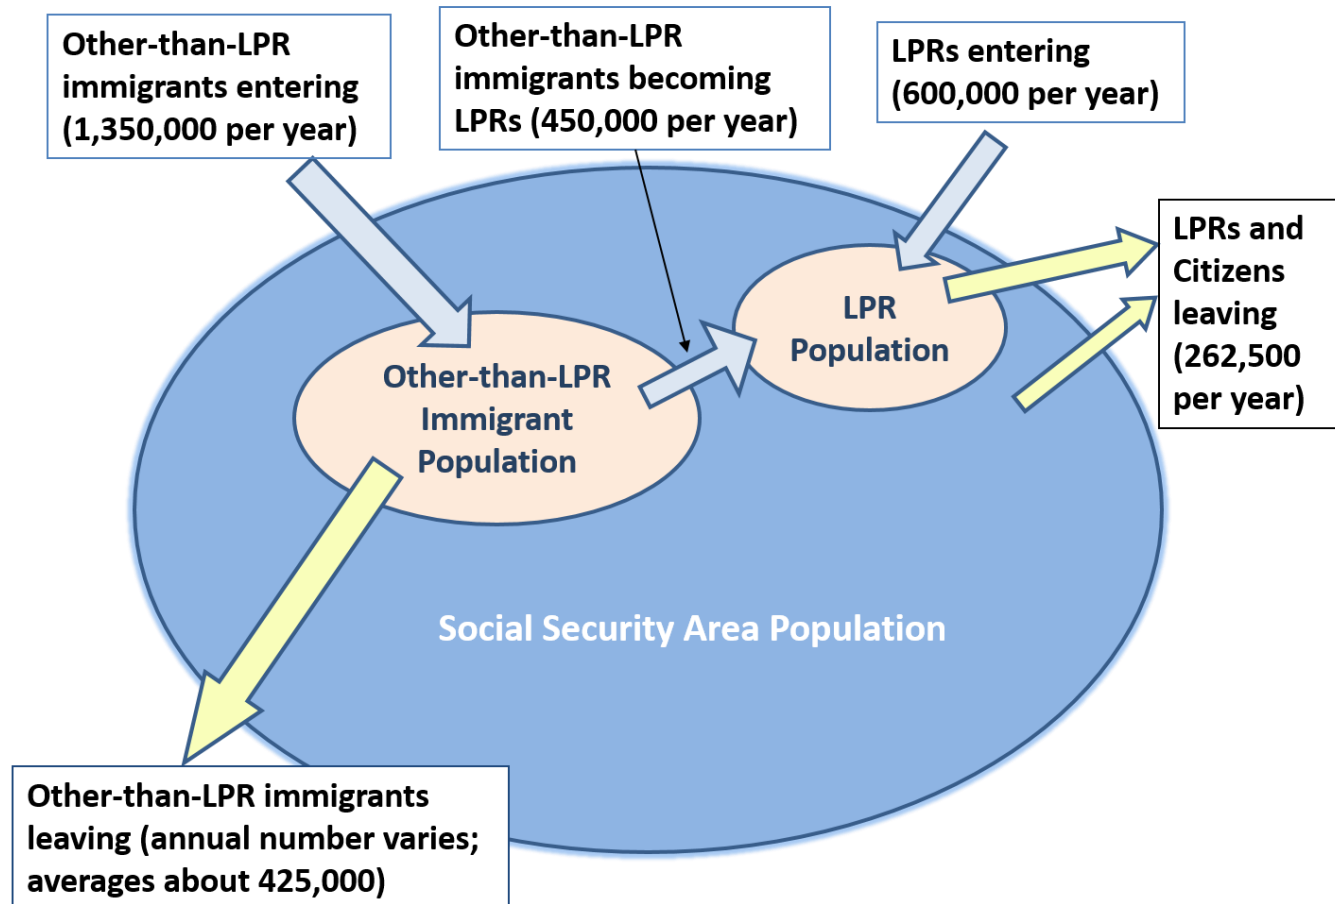 Other-than-LPR
immigrants entering
(1,350,000 per year)
Other-than-LPR
immigrants becoming
LPRs (450,000 per year)
LPRs entering
(600,000 per year)
LPRs and
Citizens
leaving
(262,500
per year)
LPR
Population
Other-than-LPR
Immigrant
Population
Social Security Area Population
Other-than-LPR immigrants
leaving (annual number varies;
averages about 425,000)